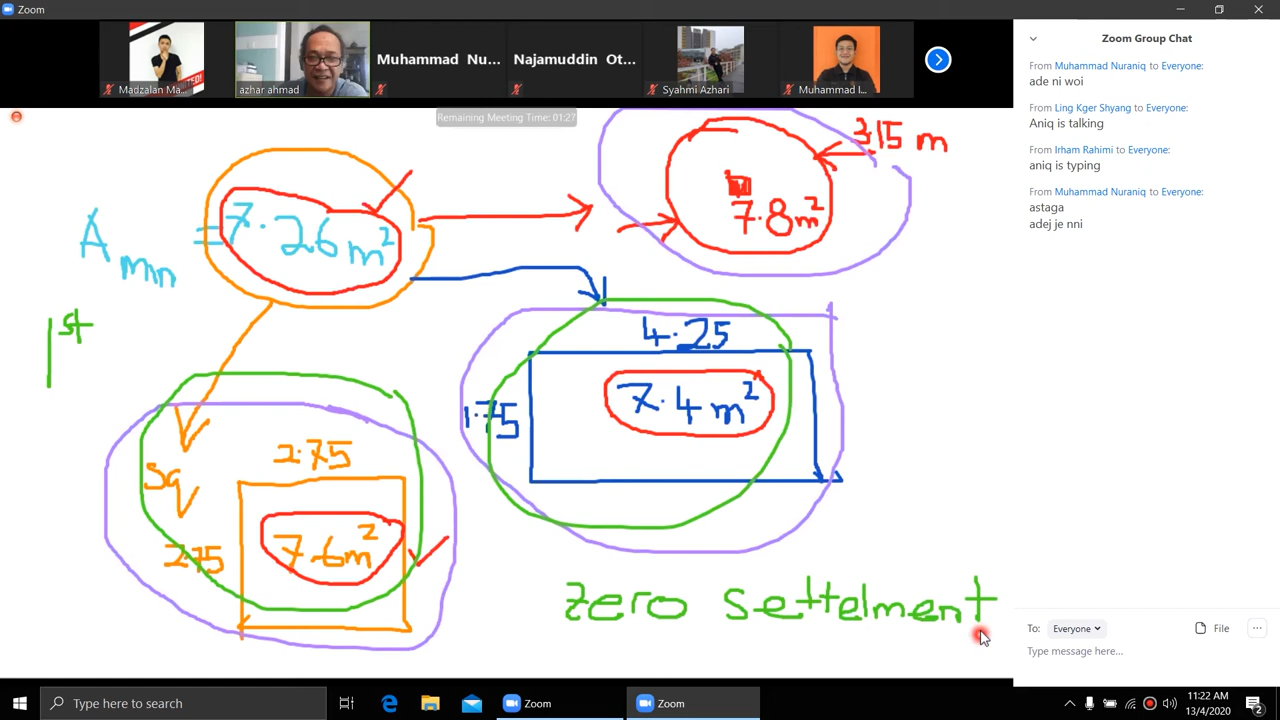 Zoom
Madzalan Ma...
azhar ahmad
Muhammad Nu...
Najamuddin Ot...
Syahmi Azhari
Muhammad I...
Remaining Meeting Time: 01:27
3.15 m
7.8 m²
A mn = 7.26 m²
1st
4.25
1.75
7.4 m²
Sq
2.75
2.75
7.6 m²
zero settelment
Zoom Group Chat
From Muhammad Nuraniq to Everyone:
ade ni woi
From Ling Kger Shyang to Everyone:
Aniq is talking
From Irham Rahimi to Everyone:
aniq is typing
From Muhammad Nuraniq to Everyone:
astaga
adej je nni
To: Everyone
File
Type message here...
Type here to search
Zoom
Zoom
11:22 AM
13/4/2020
2